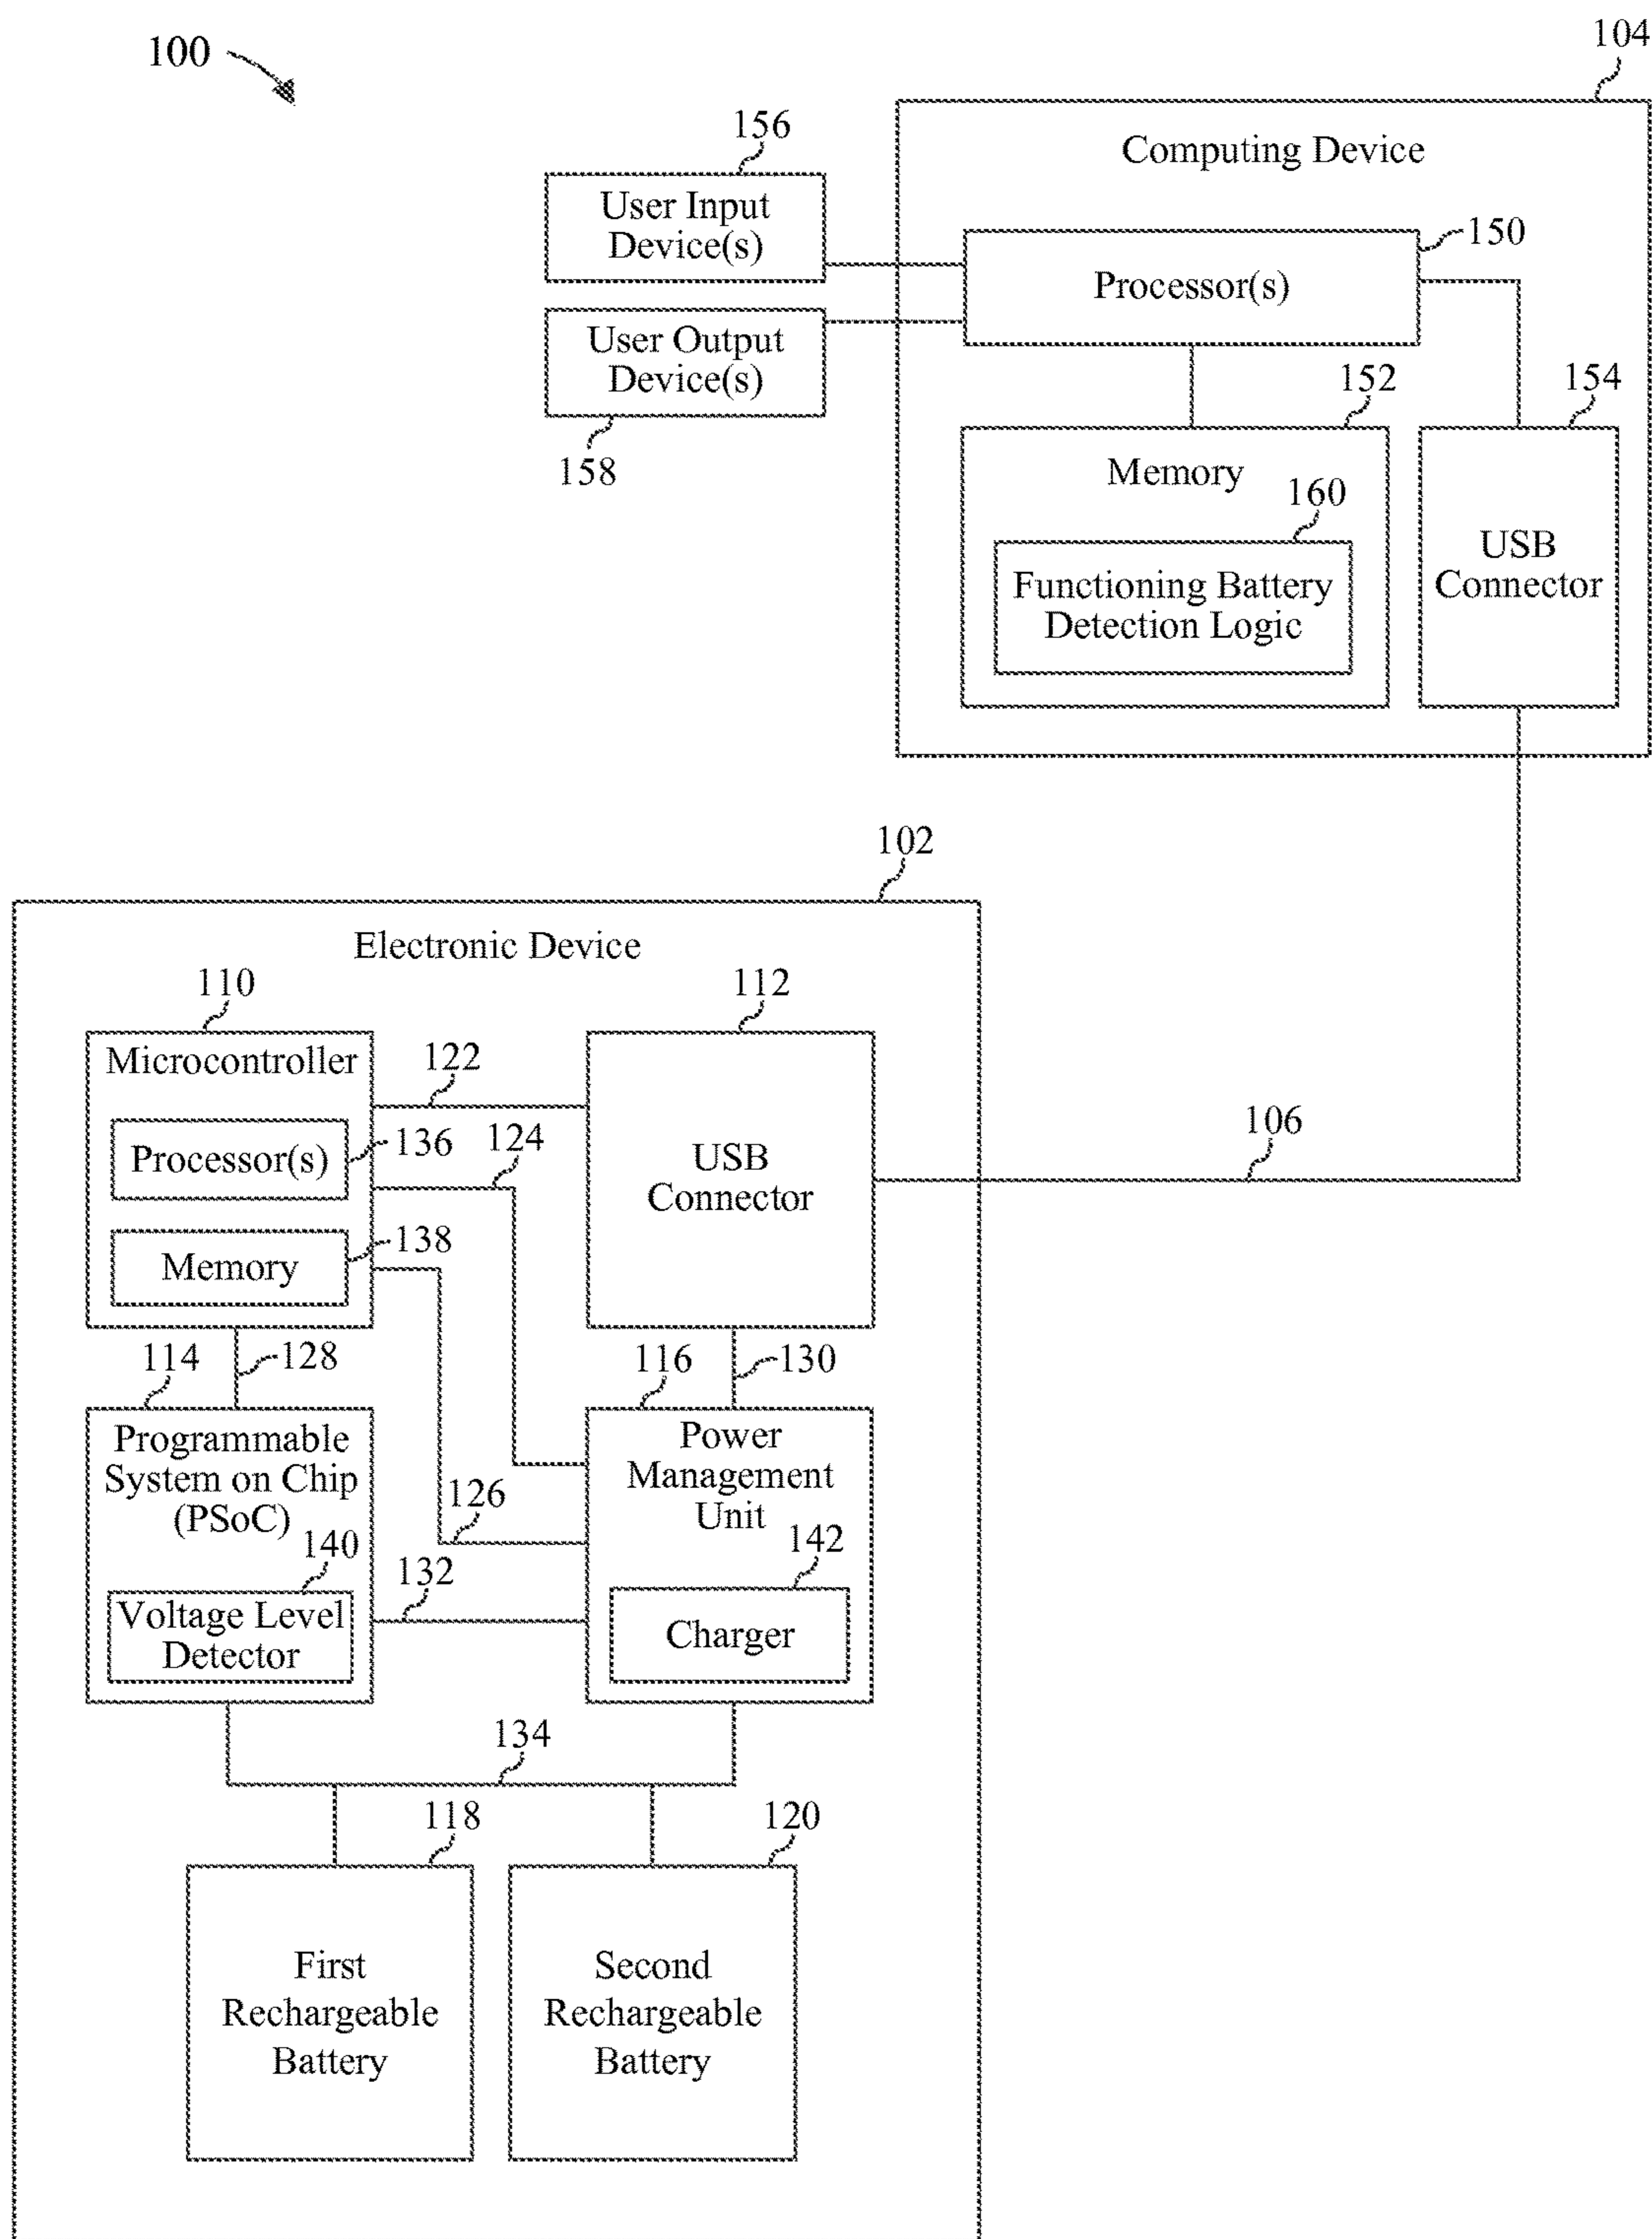 100
104
Computing Device
156
User Input
Device(s)
150
Processor(s)
User Output
Device(s)
158
152
154
Memory
160
Functioning Battery
Detection Logic
USB
Connector
102
Electronic Device
110
112
Microcontroller
122
Processor(s)
136
124
USB
Connector
106
Memory
138
114
128
116
130
Programmable
System on Chip
(PSoC)
Power
Management
Unit
126
140
142
132
Voltage Level
Detector
Charger
134
118
120
First
Rechargeable
Battery
Second
Rechargeable
Battery